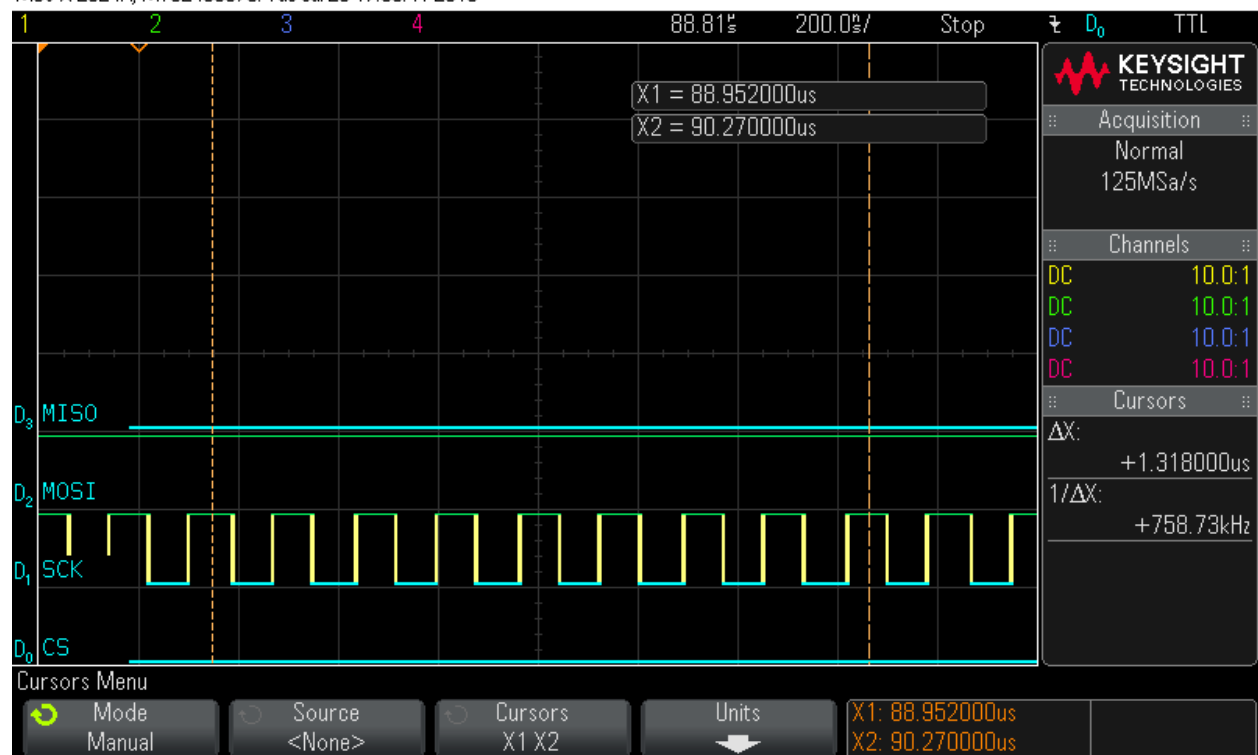 1 2 3 4 88.81µs 200.0ns/ Stop D0 TTL
KEYSIGHT
TECHNOLOGIES
X1 = 88.952000us
X2 = 90.270000us
Acquisition
Normal
125MSa/s
Channels
DC 10.0:1
DC 10.0:1
DC 10.0:1
DC 10.0:1
Cursors
ΔX:
+1.318000us
1/ΔX:
+758.73kHz
D3 MISO
D2 MOSI
D1 SCK
D0 CS
Cursors Menu
Mode
Manual
Source
<None>
Cursors
X1 X2
Units
X1: 88.952000us
X2: 90.270000us